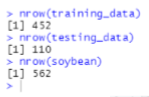 > nrow(training_data)
[1] 452
> nrow(testing_data)
[1] 110
> nrow(soybean)
[1] 562
>